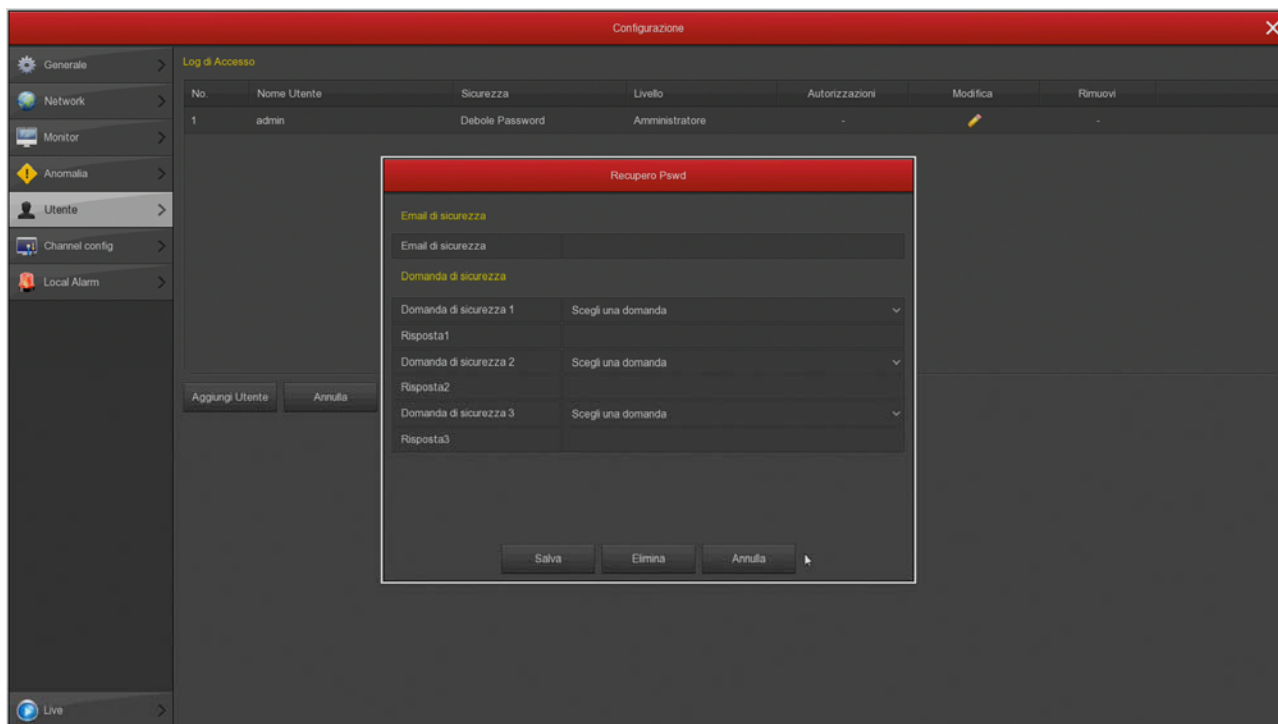 Configurazione
Generale
Network
Monitor
Anomalia
Utente
Channel config
Local Alarm
Live
Log di Accesso
No. Nome Utente Sicurezza Livello Autorizzazioni Modifica Rimuovi
1 admin Debole Password Amministratore - -
Aggiungi Utente Annulla
Recupero Pswd
Email di sicurezza
Email di sicurezza
Domanda di sicurezza
Domanda di sicurezza 1 Scegli una domanda
Risposta1
Domanda di sicurezza 2 Scegli una domanda
Risposta2
Domanda di sicurezza 3 Scegli una domanda
Risposta3
Salva Elimina Annulla